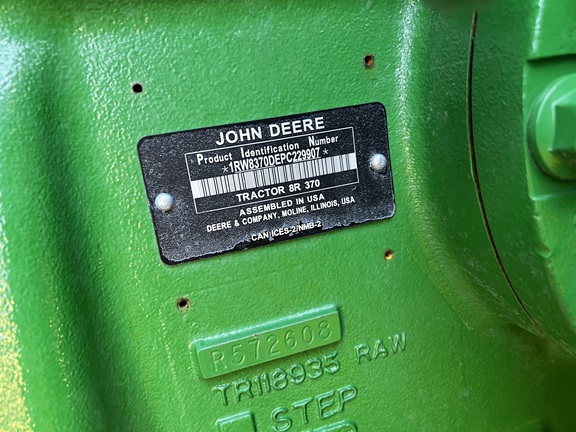 JOHN DEERE
Product Identification Number
*1RW8370DEPC229907*
TRACTOR 8R 370
ASSEMBLED IN USA
DEERE & COMPANY, MOLINE, ILLINOIS, USA
CAN ICES-2/NMB-2
R572608
TR118935 RAW
STEP